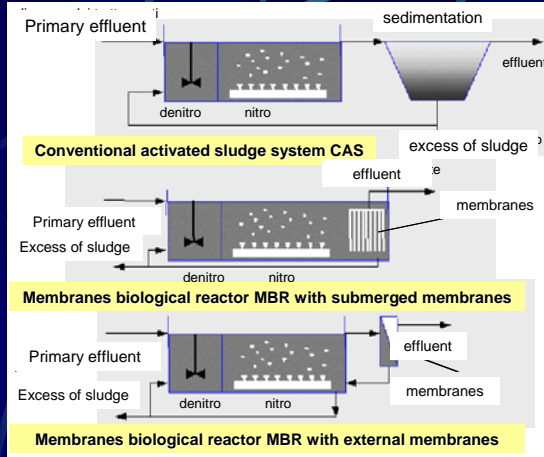 Primary effluent
sedimentation
effluent
denitro
nitro
Conventional activated sludge system CAS
excess of sludge
effluent
membranes
Primary effluent
Excess of sludge
denitro
nitro
Membranes biological reactor MBR with submerged membranes
Primary effluent
effluent
Excess of sludge
membranes
denitro
nitro
Membranes biological reactor MBR with external membranes